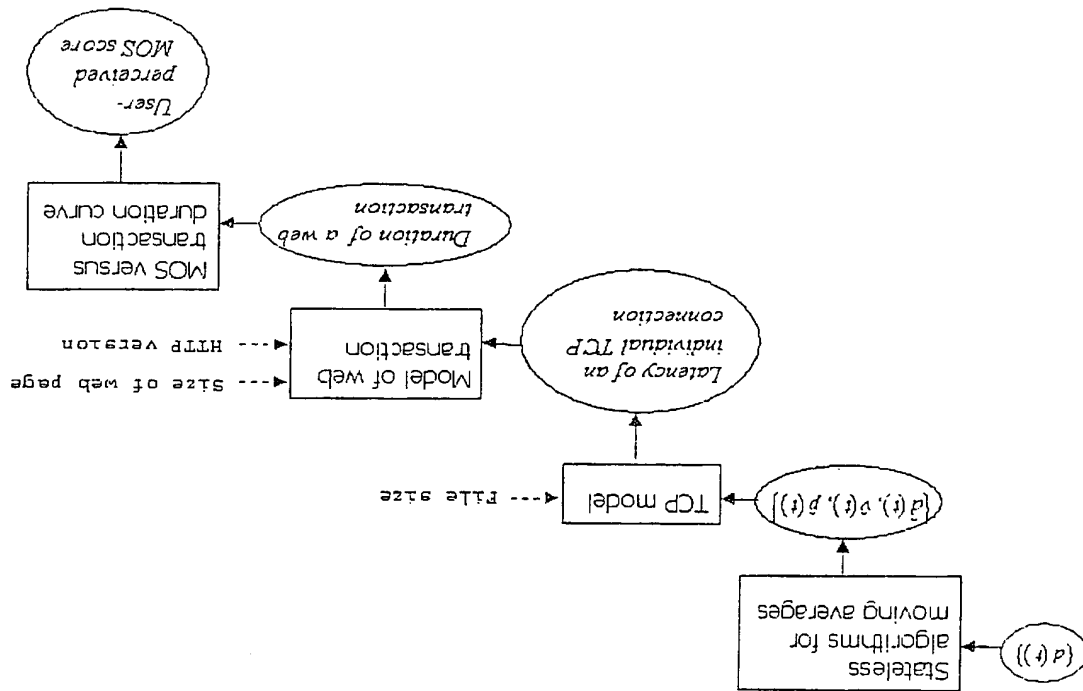 {d(t)}
Stateless
algorithms for
moving averages
{d̂(t), v̂(t), p̂(t)}
TCP model
File size
Latency of an
individual TCP
connection
Model of web
transaction
Size of web page
HTTP version
Duration of a web
transaction
MOS versus
transaction
duration curve
User-
perceived
MOS score